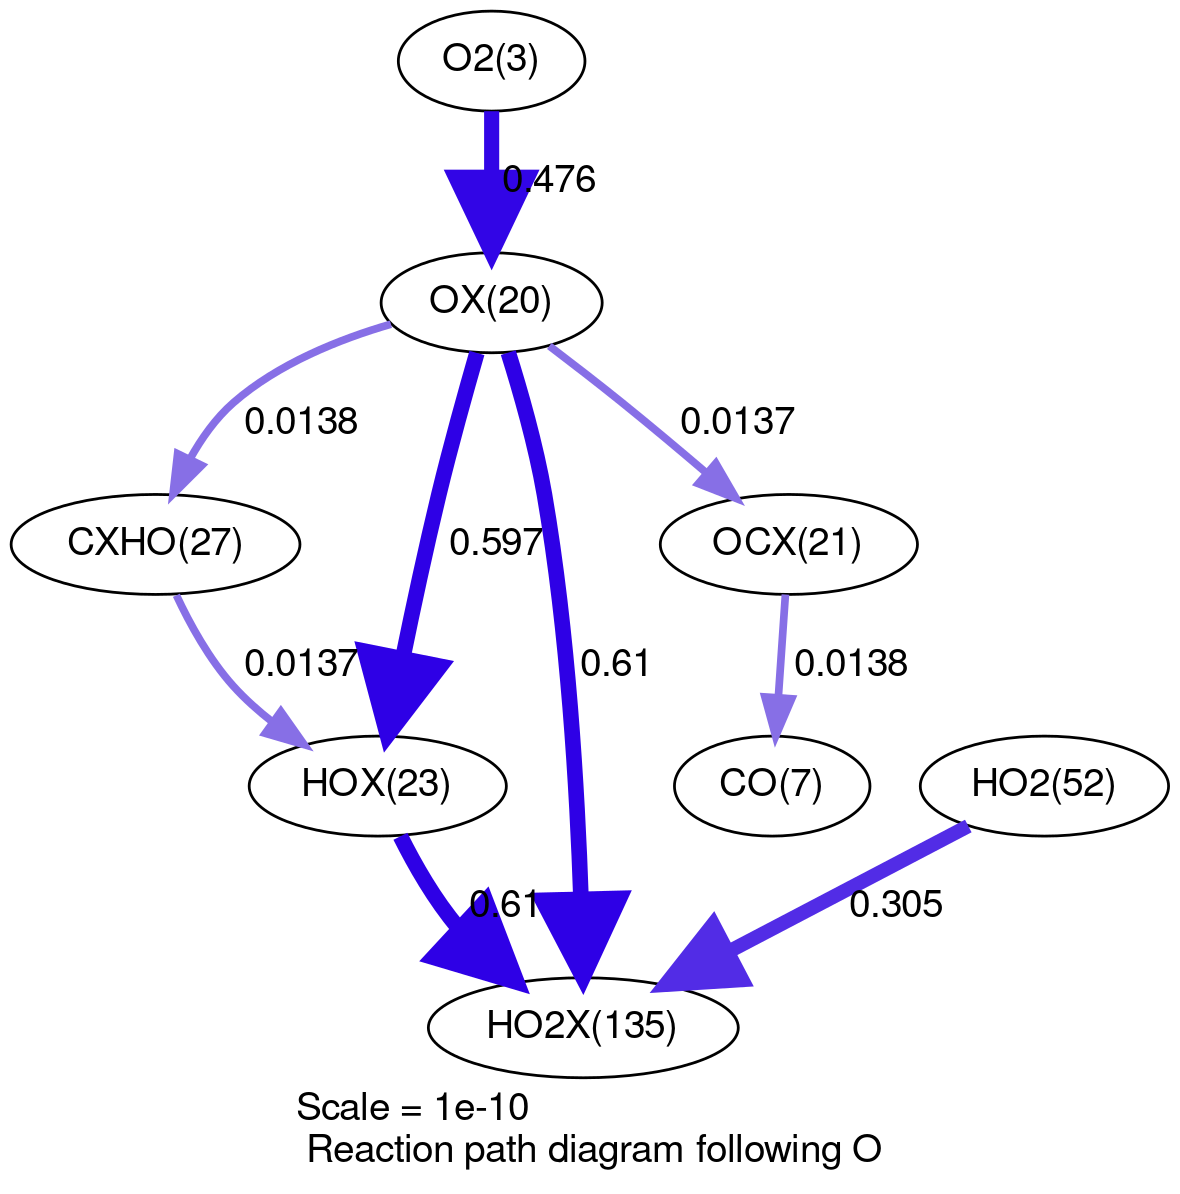 O2(3)
0.476
OX(20)
0.0138
0.0137
CXHO(27)
0.597
OCX(21)
0.0137
0.61
0.0138
HOX(23)
CO(7)
HO2(52)
0.61
0.305
HO2X(135)
Scale = 1e-10
Reaction path diagram following O